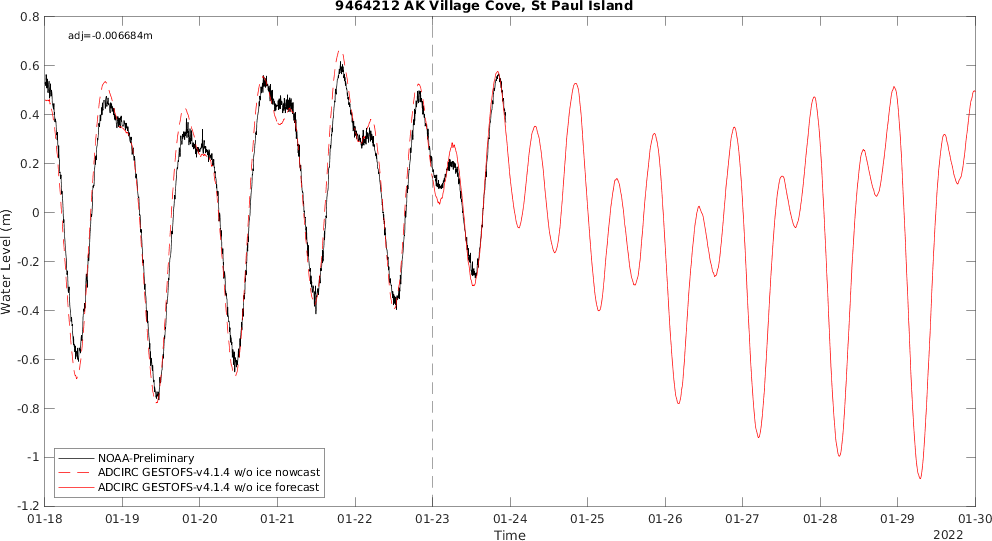 9464212 AK Village Cove, St Paul Island
adj=-0.006684m
Water Level (m)
0.8
0.6
0.4
0.2
0
-0.2
-0.4
-0.6
-0.8
-1
-1.2
NOAA-Preliminary
ADCIRC GESTOFS-v4.1.4 w/o ice nowcast
ADCIRC GESTOFS-v4.1.4 w/o ice forecast
01-18 01-19 01-20 01-21 01-22 01-23 01-24 01-25 01-26 01-27 01-28 01-29 01-30
Time
2022